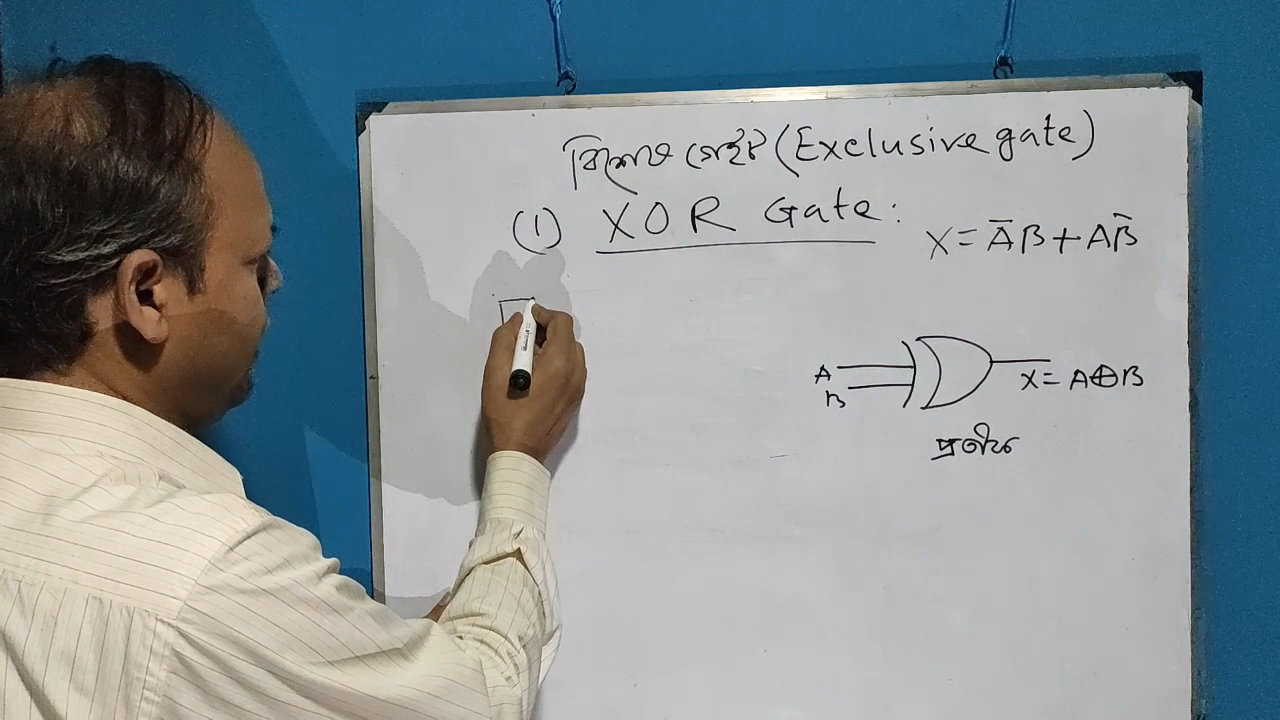 বিশেষ গেইট (Exclusive gate)
(1) XOR Gate:
X = A̅B + AB̅
A
B
X = A⊕B
প্রতীক